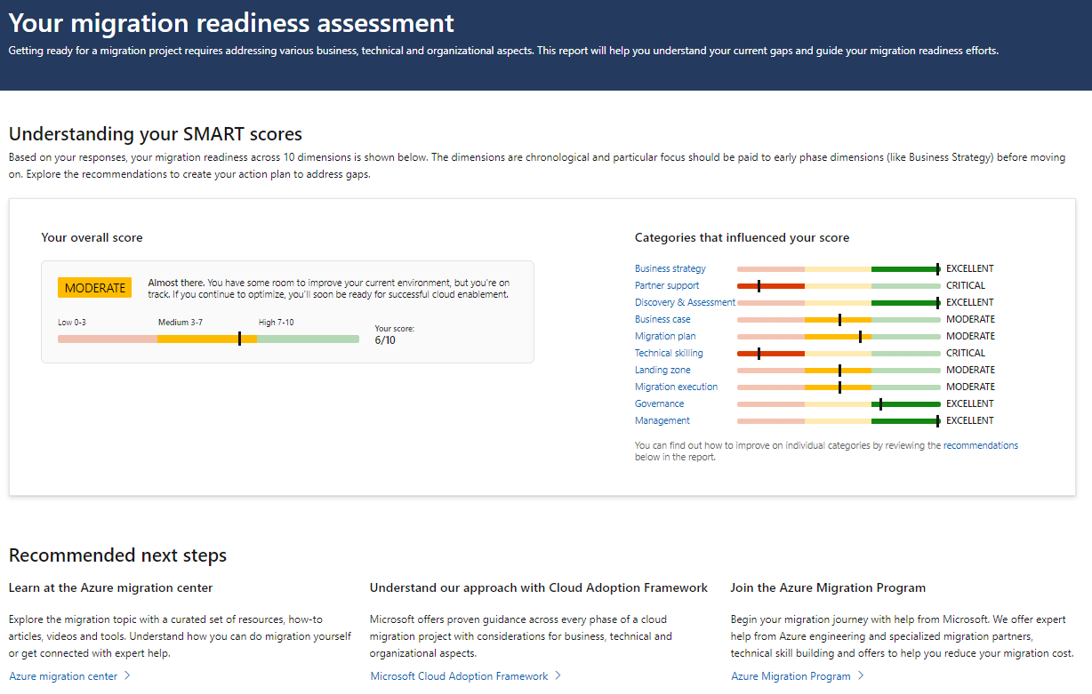 Your migration readiness assessment
Getting ready for a migration project requires addressing various business, technical and organizational aspects. This report will help you understand your current gaps and guide your migration readiness efforts.
Understanding your SMART scores
Based on your responses, your migration readiness across 10 dimensions is shown below. The dimensions are chronological and particular focus should be paid to early phase dimensions (like Business Strategy) before moving
on. Explore the recommendations to create your action plan to address gaps.
Your overall score
MODERATE
Almost there. You have some room to improve your current environment, but you're on
track. If you continue to optimize, you'll soon be ready for successful cloud enablement.
Low 0-3 Medium 3-7 High 7-10
Your score:
6/10
Categories that influenced your score
Business strategy EXCELLENT
Partner support CRITICAL
Discovery & Assessment EXCELLENT
Business case MODERATE
Migration plan MODERATE
Technical skilling CRITICAL
Landing zone MODERATE
Migration execution MODERATE
Governance EXCELLENT
Management EXCELLENT
You can find out how to improve on individual categories by reviewing the recommendations
below in the report.
Recommended next steps
Learn at the Azure migration center
Explore the migration topic with a curated set of resources, how-to
articles, videos and tools. Understand how you can do migration yourself
or get connected with expert help.
Azure migration center
Understand our approach with Cloud Adoption Framework
Microsoft offers proven guidance across every phase of a cloud
migration project with considerations for business, technical and
organizational aspects.
Microsoft Cloud Adoption Framework
Join the Azure Migration Program
Begin your migration journey with help from Microsoft. We offer expert
help from Azure engineering and specialized migration partners,
technical skill building and offers to help you reduce your migration cost.
Azure Migration Program